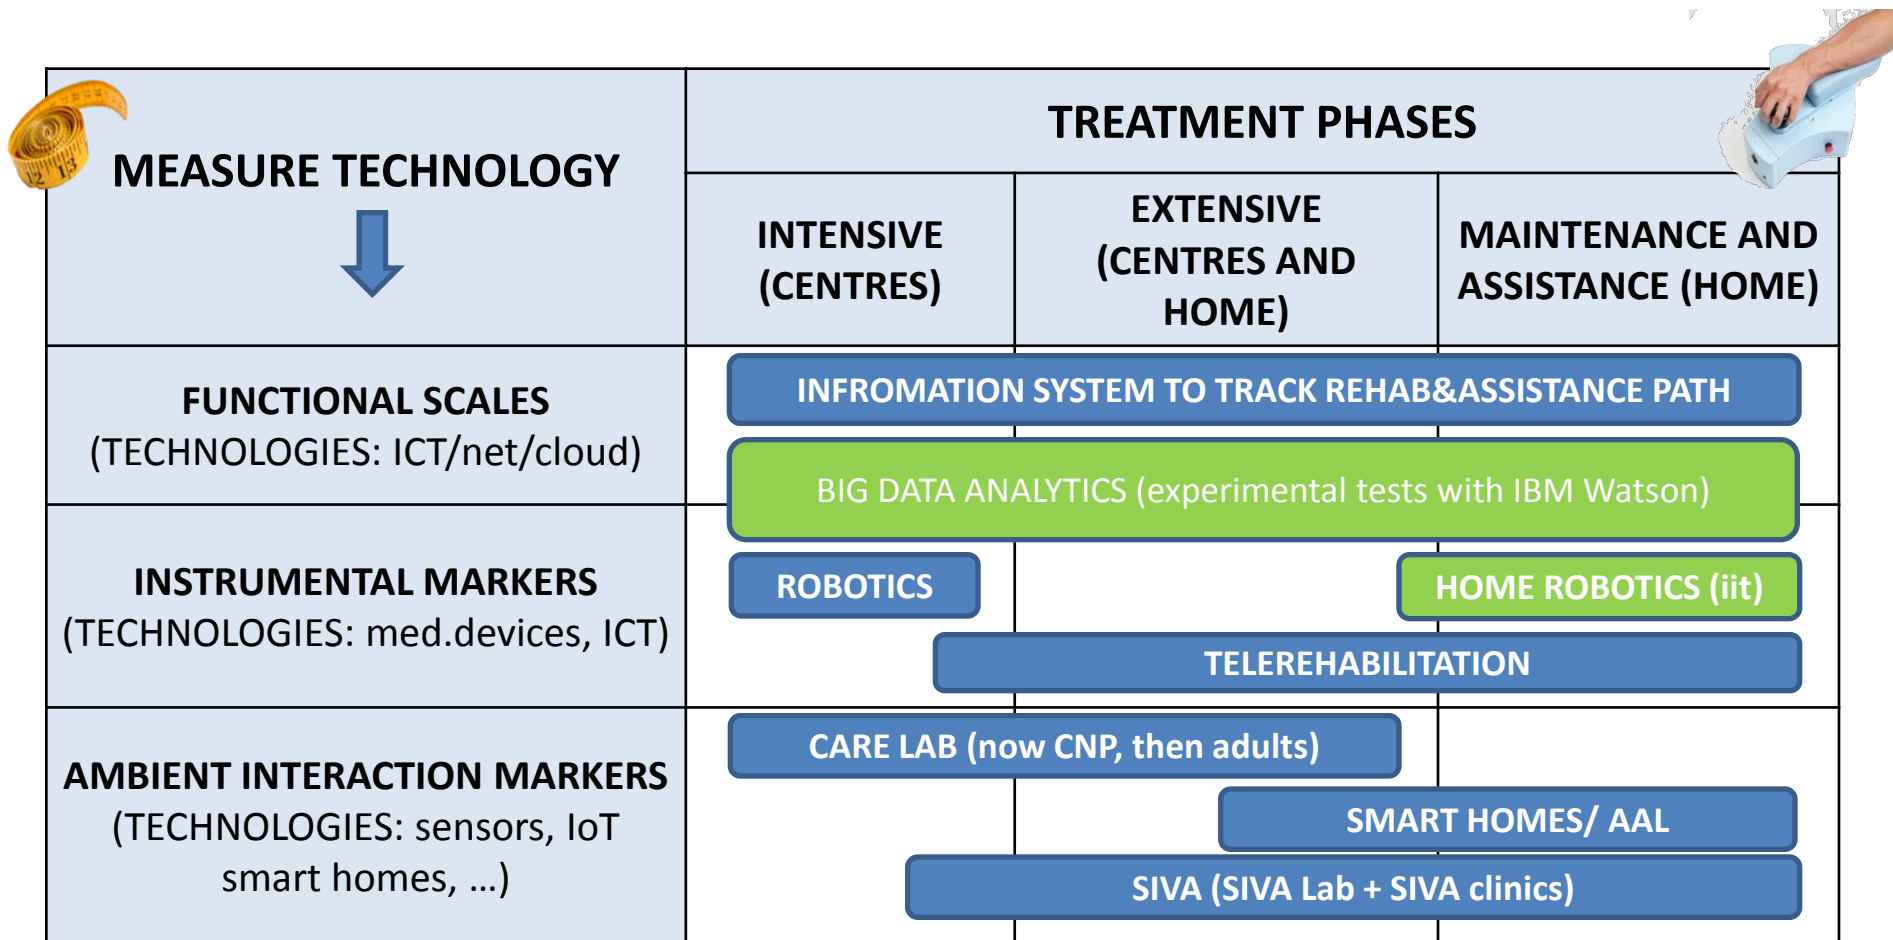 MEASURE TECHNOLOGY
TREATMENT PHASES
INTENSIVE
(CENTRES)
EXTENSIVE
(CENTRES AND
HOME)
MAINTENANCE AND
ASSISTANCE (HOME)
FUNCTIONAL SCALES
(TECHNOLOGIES: ICT/net/cloud)
INFROMATION SYSTEM TO TRACK REHAB&ASSISTANCE PATH
BIG DATA ANALYTICS (experimental tests with IBM Watson)
INSTRUMENTAL MARKERS
(TECHNOLOGIES: med.devices, ICT)
ROBOTICS
HOME ROBOTICS (iit)
TELEREHABILITATION
AMBIENT INTERACTION MARKERS
(TECHNOLOGIES: sensors, IoT
smart homes, ...)
CARE LAB (now CNP, then adults)
SMART HOMES/ AAL
SIVA (SIVA Lab + SIVA clinics)
12 13